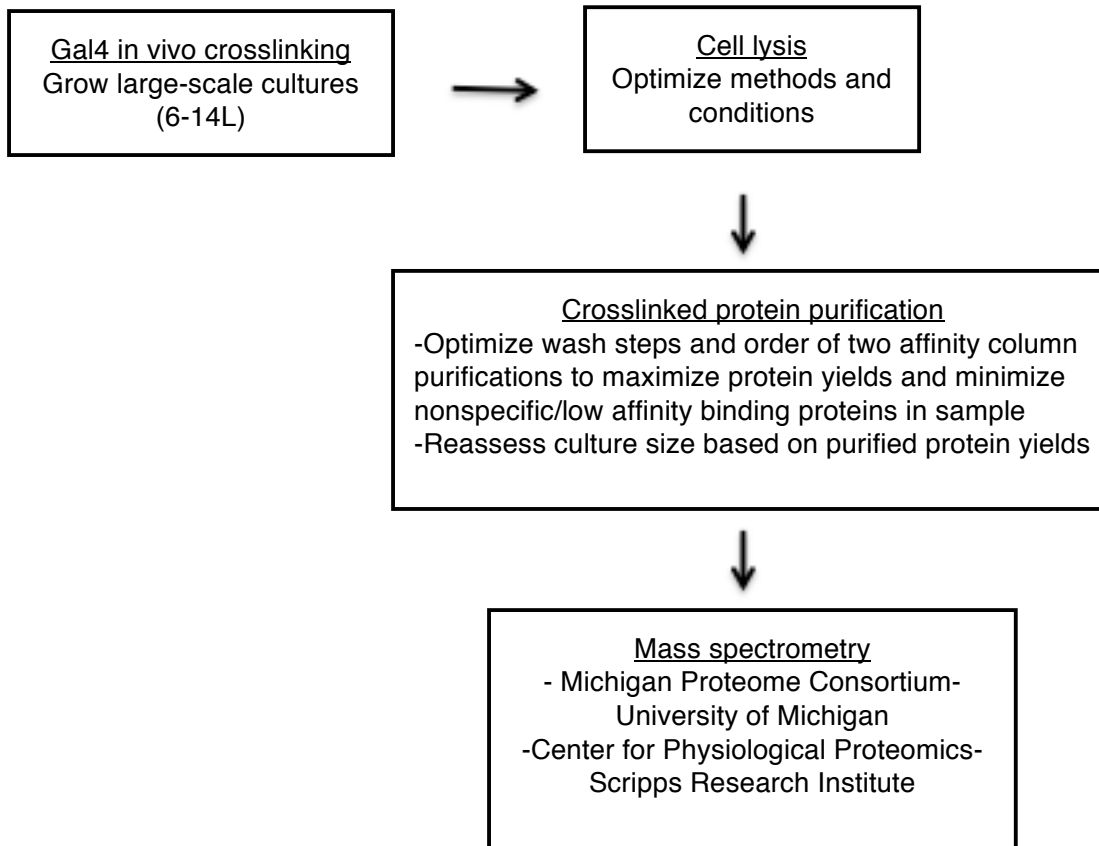 Gal4 in vivo crosslinking
Grow large-scale cultures
(6-14L)
Cell lysis
Optimize methods and
conditions
Crosslinked protein purification
-Optimize wash steps and order of two affinity column
purifications to maximize protein yields and minimize
nonspecific/low affinity binding proteins in sample
-Reassess culture size based on purified protein yields
Mass spectrometry
- Michigan Proteome Consortium-
University of Michigan
-Center for Physiological Proteomics-
Scripps Research Institute